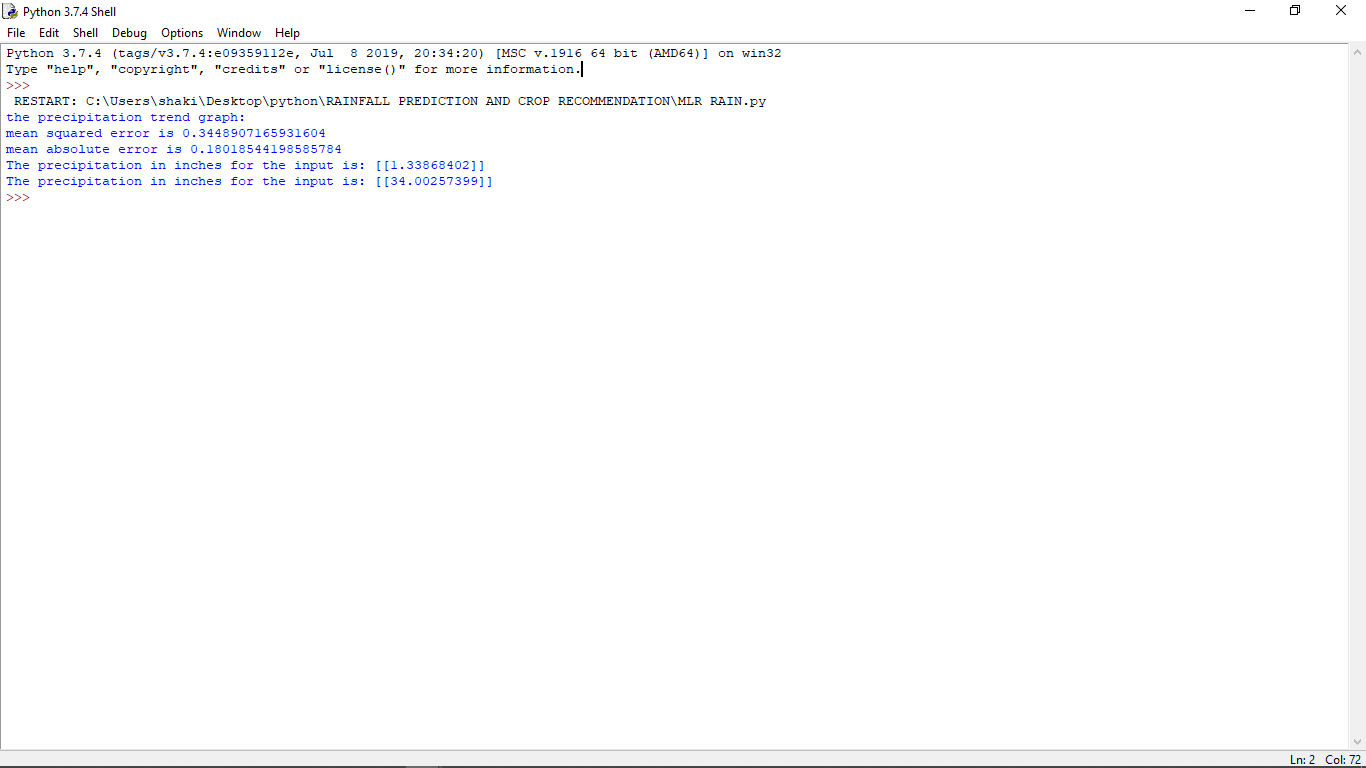 Python 3.7.4 Shell
File Edit Shell Debug Options Window Help
Python 3.7.4 (tags/v3.7.4:e09359112e, Jul  8 2019, 20:34:20) [MSC v.1916 64 bit (AMD64)] on win32
Type "help", "copyright", "credits" or "license()" for more information.
>>>
 RESTART: C:\Users\shaki\Desktop\python\RAINFALL PREDICTION AND CROP RECOMMENDATION\MLR RAIN.py
the precipitation trend graph:
mean squared error is 0.3448907165931604
mean absolute error is 0.18018544198585784
The precipitation in inches for the input is: [[1.33868402]]
The precipitation in inches for the input is: [[34.00257399]]
>>>
Ln: 2 Col: 72